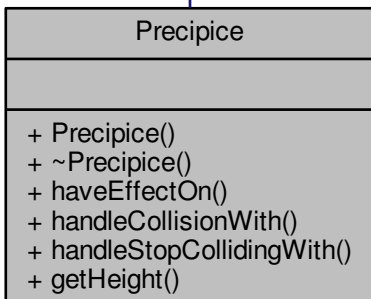 Precipice
+ Precipice()
+ ~Precipice()
+ haveEffectOn()
+ handleCollisionWith()
+ handleStopCollidingWith()
+ getHeight()